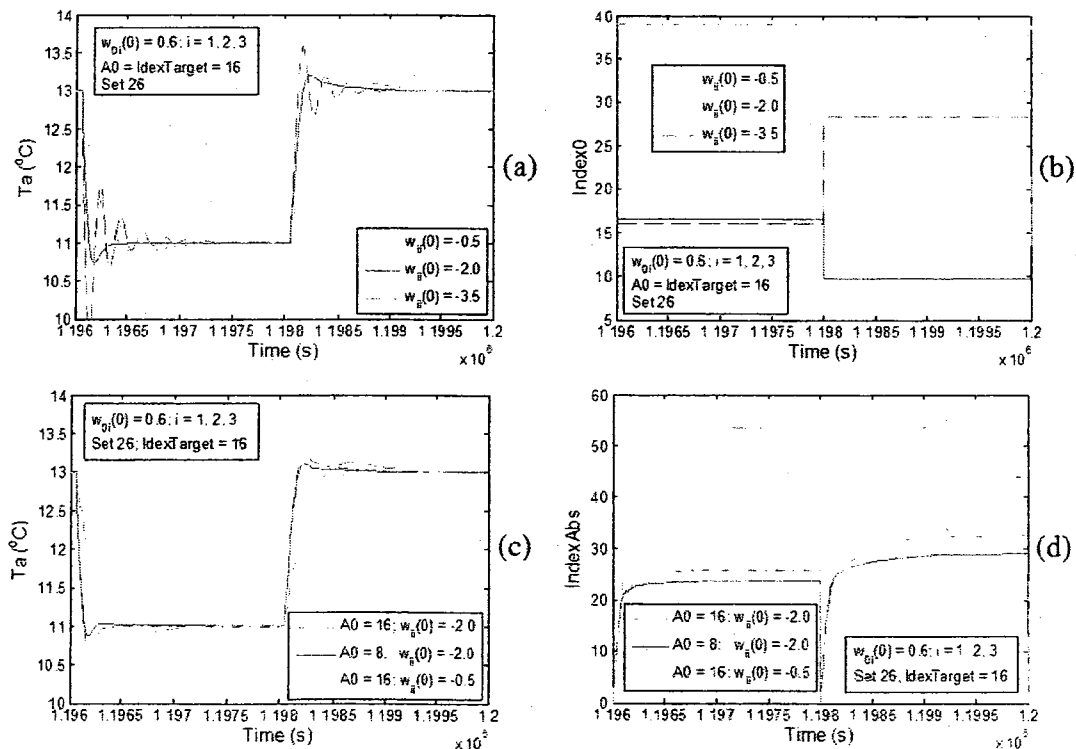 14
13.5
13
12.5
12
11.5
11
10.5
10
Ta (°C)
w0i(0) = 0.6; i = 1, 2, 3
A0 = IdexTarget = 16
Set 26
wii(0) = -0.5
wii(0) = -2.0
wii(0) = -3.5
1.196 1.1965 1.197 1.1975 1.198 1.1985 1.199 1.1995 1.2
Time (s)
x 10^6
(a)
40
35
30
25
20
15
10
5
Index0
wii(0) = -0.5
wii(0) = -2.0
wii(0) = -3.5
w0i(0) = 0.6; i = 1, 2, 3
A0 = IdexTarget = 16
Set 26
1.196 1.1965 1.197 1.1975 1.198 1.1985 1.199 1.1995 1.2
Time (s)
x 10^6
(b)
14
13.5
13
12.5
12
11.5
11
10.5
10
Ta (°C)
w0i(0) = 0.6; i = 1, 2, 3
Set 26; IdexTarget = 16
A0 = 16; wii(0) = -2.0
A0 = 8. wii(0) = -2.0
A0 = 16; wii(0) = -0.5
1.196 1.1965 1.197 1.1975 1.198 1.1985 1.199 1.1995 1.2
Time (s)
x 10^6
(c)
60
50
40
30
20
10
0
IndexAbs
A0 = 16; wii(0) = -2.0
A0 = 8: wii(0) = -2.0
A0 = 16; wii(0) = -0.5
w0i(0) = 0.6; i = 1, 2, 3
Set 26, IdexTarget = 16
1.196 1.1965 1.197 1.1975 1.198 1.1985 1.199 1.1995 1.2
Time (s)
x 10^6
(d)